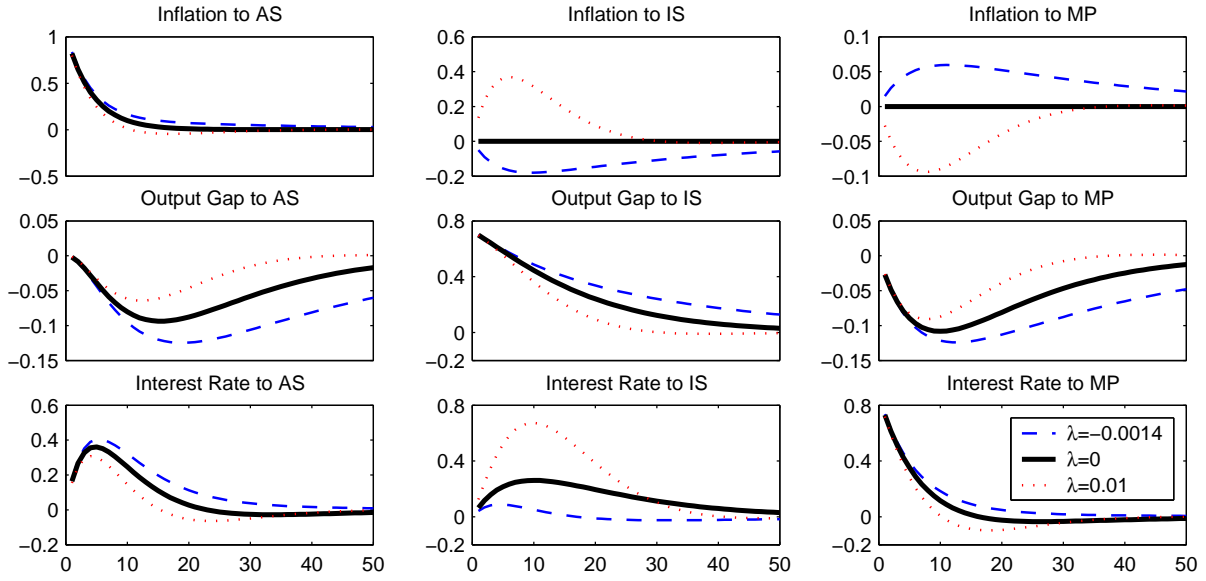 Inflation to AS
Inflation to IS
Inflation to MP
1
0.5
0
−0.5
0.6
0.4
0.2
0
−0.2
0.1
0.05
0
−0.05
−0.1
Output Gap to AS
Output Gap to IS
Output Gap to MP
0.05
0
−0.05
−0.1
−0.15
0.8
0.4
0
−0.2
0.05
0
−0.05
−0.1
−0.15
Interest Rate to AS
Interest Rate to IS
Interest Rate to MP
0.6
0.4
0.2
0
−0.2
0.8
0.4
0
−0.2
0.8
0.4
0
−0.2
λ=−0.0014
λ=0
λ=0.01
0 10 20 30 40 50
0 10 20 30 40 50
0 10 20 30 40 50